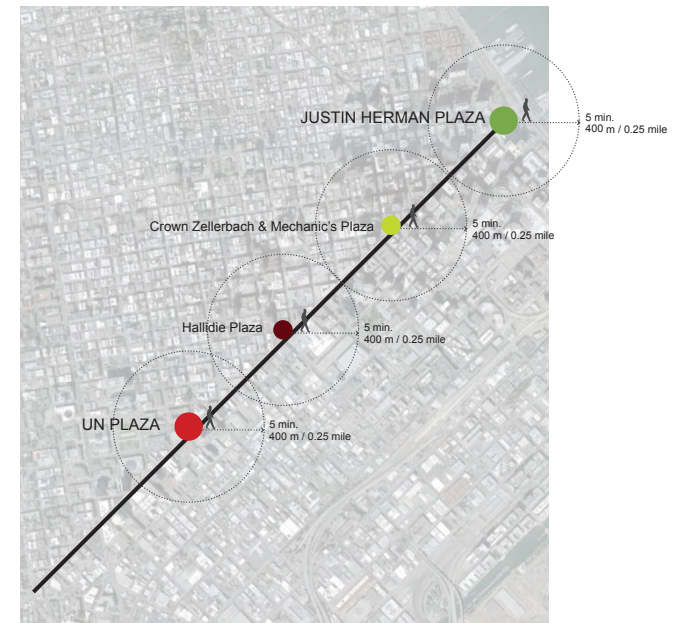 JUSTIN HERMAN PLAZA
5 min.
400 m / 0.25 mile
Crown Zellerbach & Mechanic's Plaza
5 min.
400 m / 0.25 mile
Hallidie Plaza
5 min.
400 m / 0.25 mile
UN PLAZA
5 min.
400 m / 0.25 mile